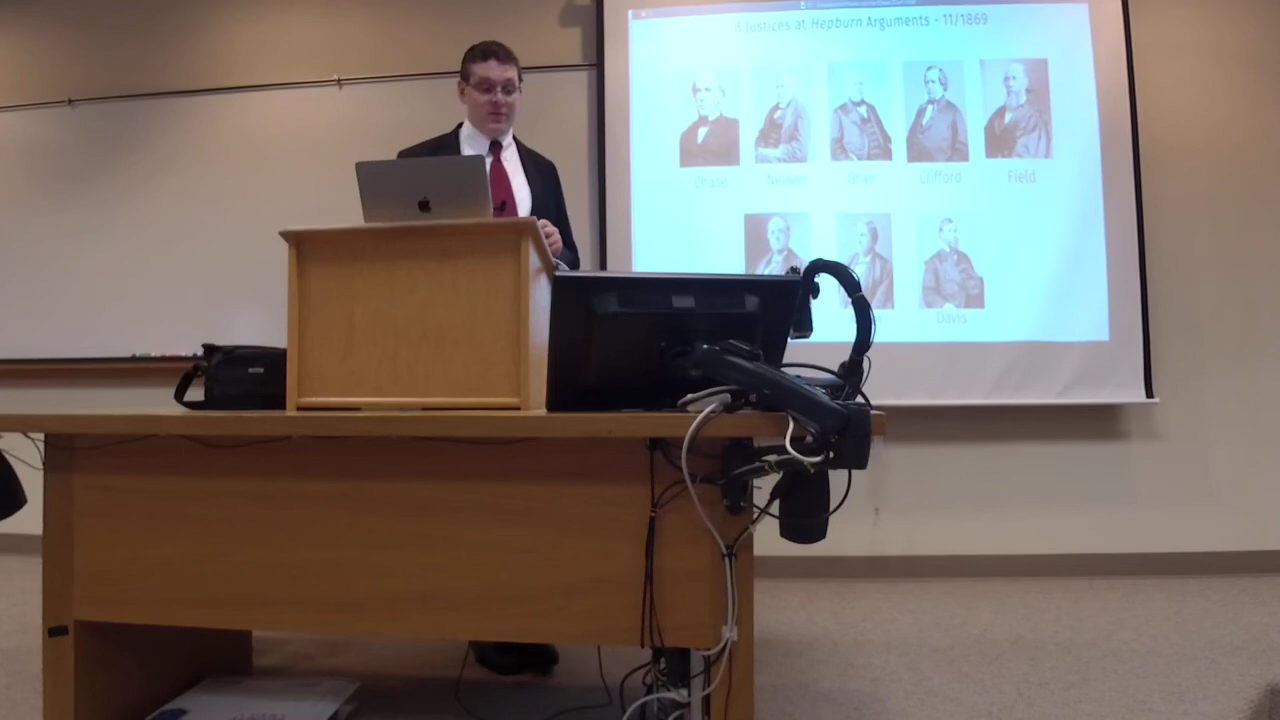 8 Justices at Hepburn Arguments - 11/1869
Chase Nelson Grier Clifford Field
Davis